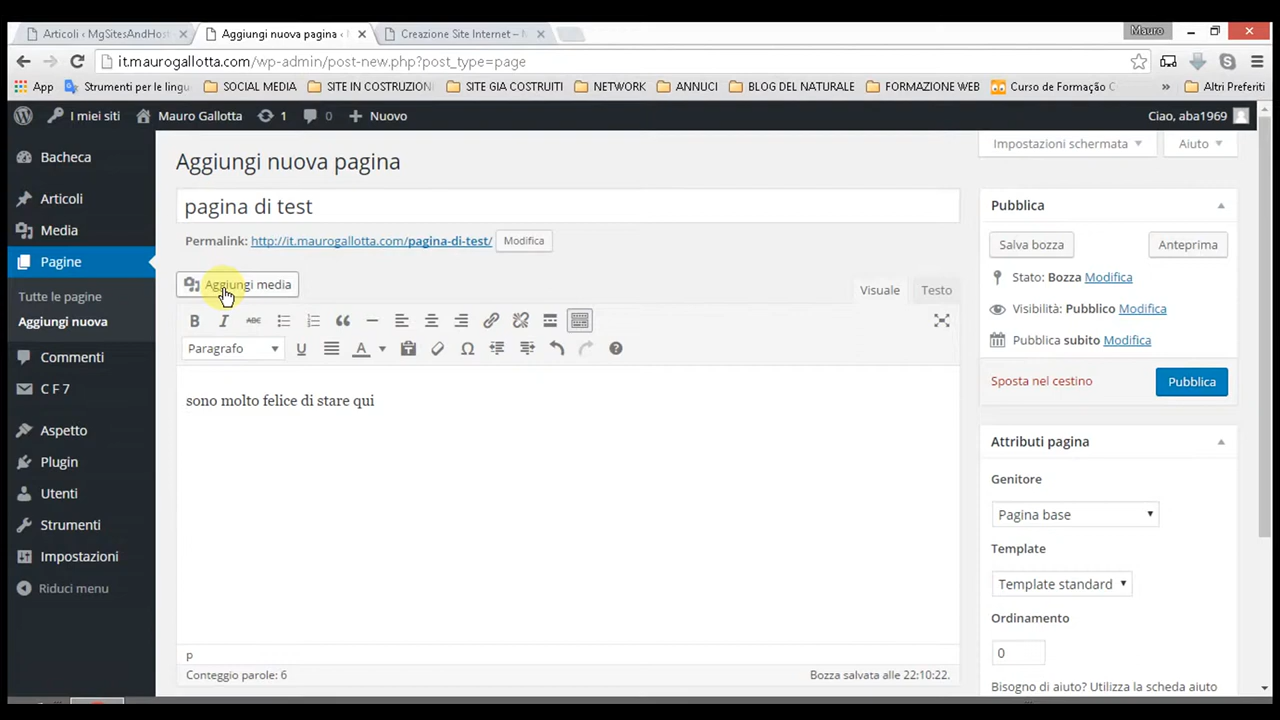 Articoli ‹ MgSitesAndHost
Aggiungi nuova pagina ‹
Creazione Site Internet –
Mauro
it.maurogallotta.com/wp-admin/post-new.php?post_type=page
App
Strumenti per le lingu
SOCIAL MEDIA
SITE IN COSTRUZION
SITE GIA COSTRUITI
NETWORK
ANNUCI
BLOG DEL NATURALE
FORMAZIONE WEB
Curso de Formação
»
Altri Preferiti
I miei siti
Mauro Gallotta
1
0
Nuovo
Ciao, aba1969
Bacheca
Articoli
Media
Pagine
Tutte le pagine
Aggiungi nuova
Commenti
C F 7
Aspetto
Plugin
Utenti
Strumenti
Impostazioni
Riduci menu
Impostazioni schermata
Aiuto
Aggiungi nuova pagina
pagina di test
Permalink: http://it.maurogallotta.com/pagina-di-test/ Modifica
Aggiungi media
Visuale
Testo
B I ABC
Paragrafo
U
A
Ω
sono molto felice di stare qui
p
Conteggio parole: 6
Bozza salvata alle 22:10:22.
Pubblica
Salva bozza
Anteprima
Stato: Bozza Modifica
Visibilità: Pubblico Modifica
Pubblica subito Modifica
Sposta nel cestino
Pubblica
Attributi pagina
Genitore
Pagina base
Template
Template standard
Ordinamento
0
Bisogno di aiuto? Utilizza la scheda aiuto